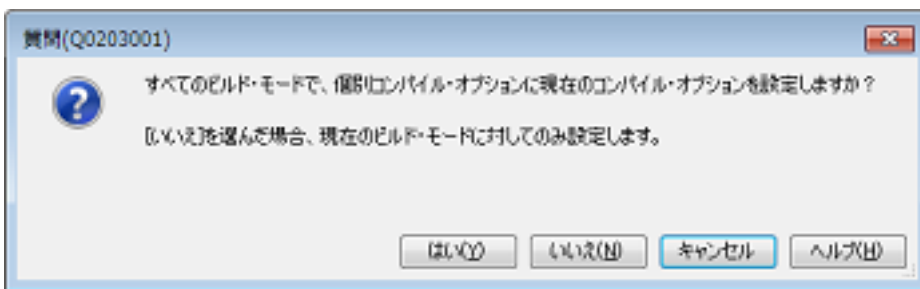 質問(Q0203001)
すべてのビルド・モードで、個別コンパイル・オプションに現在のコンパイル・オプションを設定しますか？
[いいえ]を選んだ場合、現在のビルド・モードに対してのみ設定します。
はい(Y) いいえ(N) キャンセル ヘルプ(H)